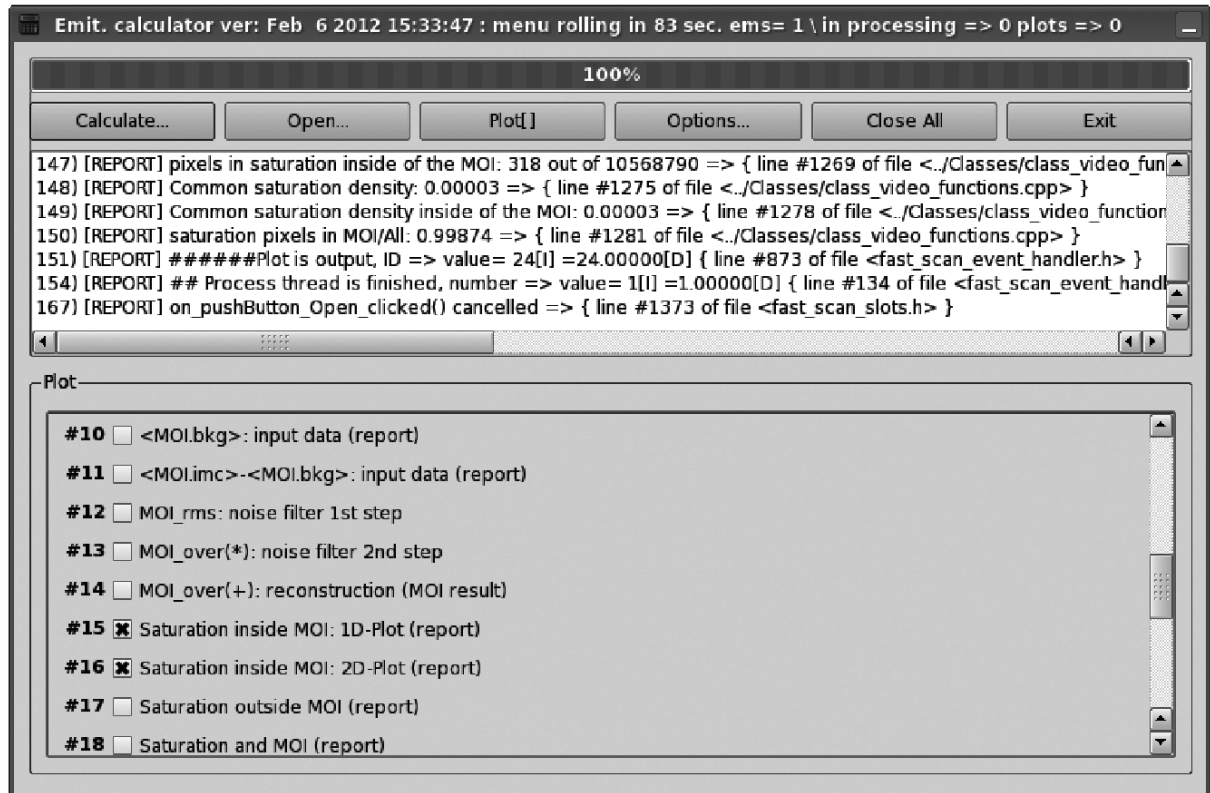 Emit. calculator ver: Feb 6 2012 15:33:47 : menu rolling in 83 sec. ems= 1 \ in processing => 0 plots => 0
100%
Calculate... Open... Plot[] Options... Close All Exit
147) [REPORT] pixels in saturation inside of the MOI: 318 out of 10568790 => { line #1269 of file <../Classes/class_video_fun
148) [REPORT] Common saturation density: 0.00003 => { line #1275 of file <../Classes/class_video_functions.cpp> }
149) [REPORT] Common saturation density inside of the MOI: 0.00003 => { line #1278 of file <../Classes/class_video_function
150) [REPORT] saturation pixels in MOI/All: 0.99874 => { line #1281 of file <../Classes/class_video_functions.cpp> }
151) [REPORT] ######Plot is output, ID => value= 24[I] =24.00000[D] { line #873 of file <fast_scan_event_handler.h> }
154) [REPORT] ## Process thread is finished, number => value= 1[I] =1.00000[D] { line #134 of file <fast_scan_event_handl
167) [REPORT] on_pushButton_Open_clicked() cancelled => { line #1373 of file <fast_scan_slots.h> }
Plot
#10 <MOI.bkg>: input data (report)
#11 <MOI.imc>-<MOI.bkg>: input data (report)
#12 MOI_rms: noise filter 1st step
#13 MOI_over(*): noise filter 2nd step
#14 MOI_over(+): reconstruction (MOI result)
#15 Saturation inside MOI: 1D-Plot (report)
#16 Saturation inside MOI: 2D-Plot (report)
#17 Saturation outside MOI (report)
#18 Saturation and MOI (report)